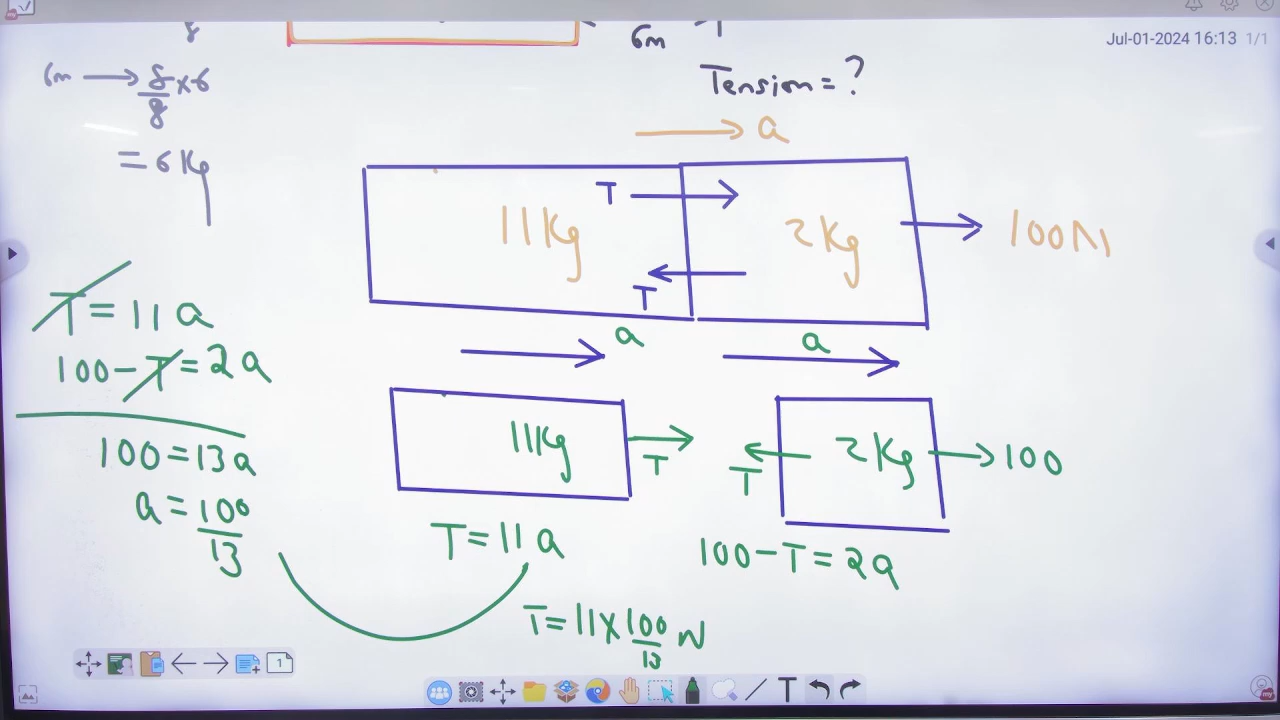 8
6m
T
Jul-01-2024 16:13 1/1
6m → 8/8 × 6
= 6 Kg
Tension = ?
→ a
T
11 Kg
2 Kg
100 N
T
a
a
T = 11 a
100 - T = 2 a
100 = 13 a
a = 100/13
11 Kg
T
T
2 Kg
100
T = 11 a
100 - T = 2 a
T = 11 × 100/13 N
1
T